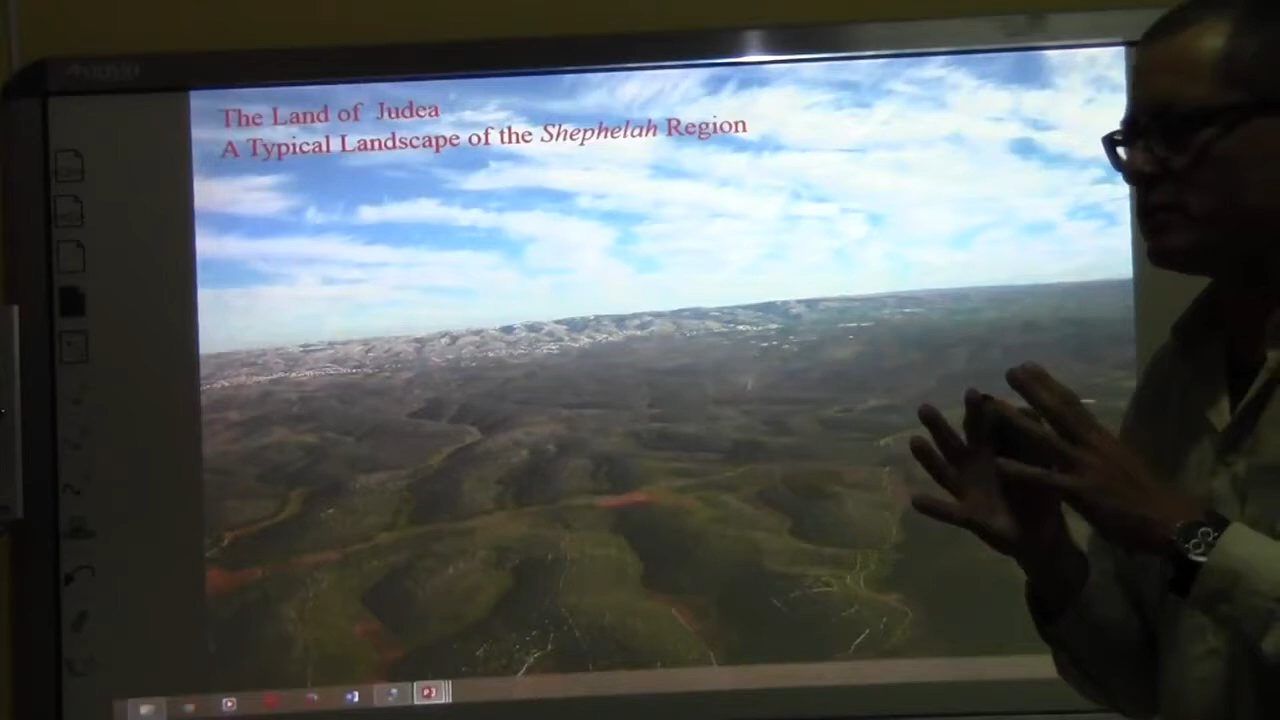 The Land of Judea
A Typical Landscape of the Shephelah Region